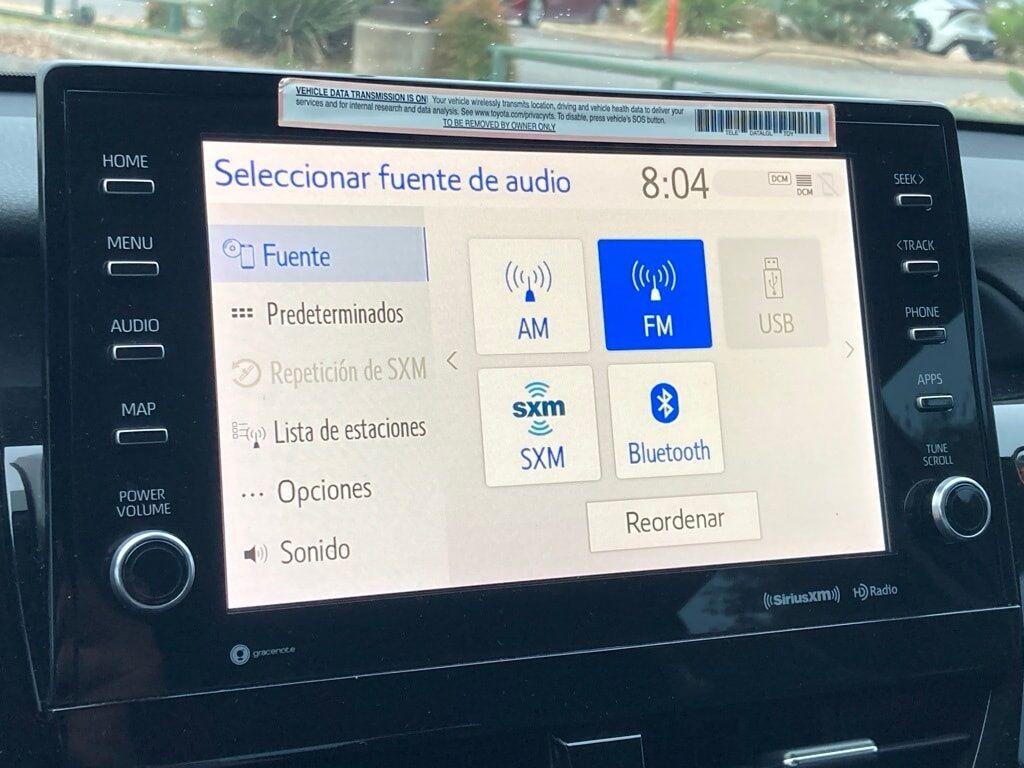 VEHICLE DATA TRANSMISSION IS ON! Your vehicle wirelessly transmits location, driving and vehicle health data to deliver your
services and for internal research and data analysis. See www.toyota.com/privacyvts. To disable, press vehicle's SOS button.
TO BE REMOVED BY OWNER ONLY
TELE DATALGL TOY
HOME
MENU
AUDIO
MAP
POWER
VOLUME
Seleccionar fuente de audio
8:04
DCM
DCM
Fuente
Predeterminados
Repetición de SXM
Lista de estaciones
Opciones
Sonido
<
AM
FM
USB
sxm
SXM
Bluetooth
>
Reordenar
SEEK >
< TRACK
PHONE
APPS
TUNE
SCROLL
gracenote
SiriusXM
HD Radio